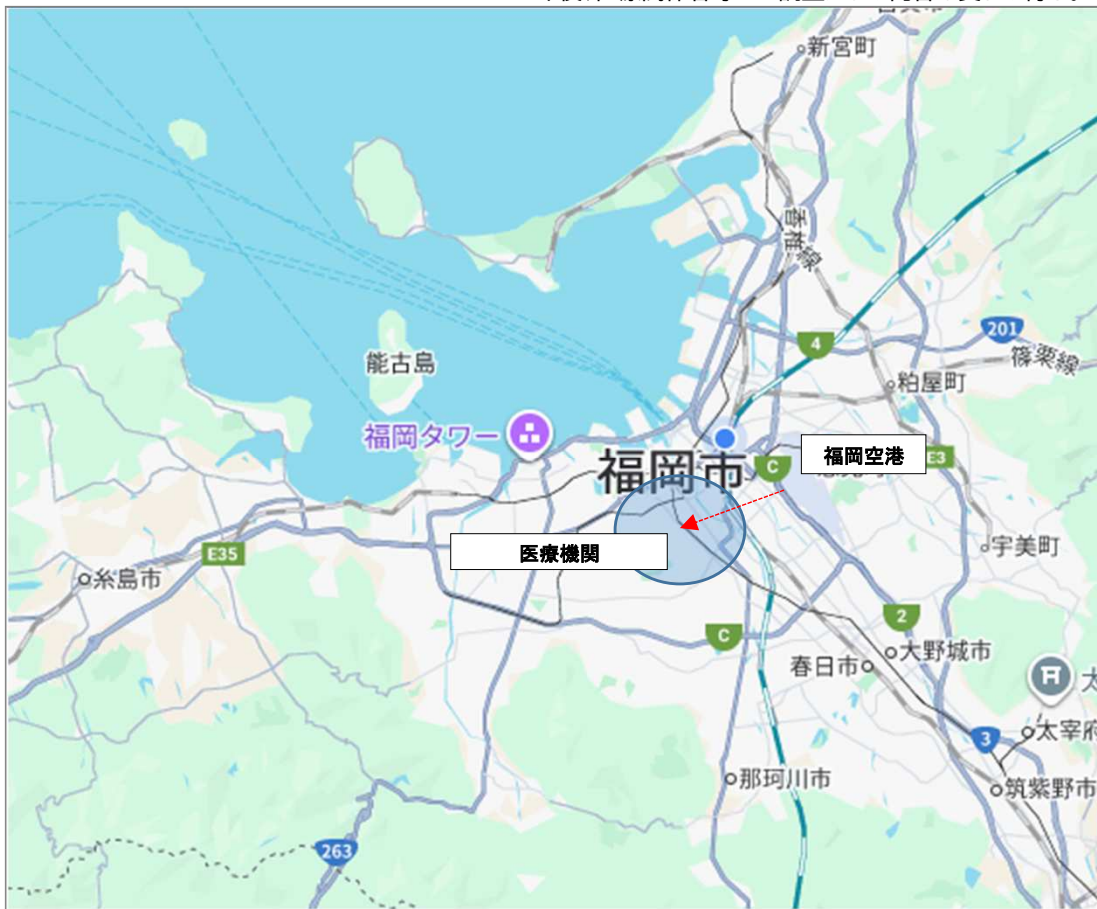 新宮町
香椎線
201
4
篠栗線
能古島
粕屋町
福岡タワー
福岡空港
福岡市
C
E3
医療機関
E35
宇美町
糸島市
2
C
大野城市
春日市
太宰府
3
那珂川市
筑紫野市
263